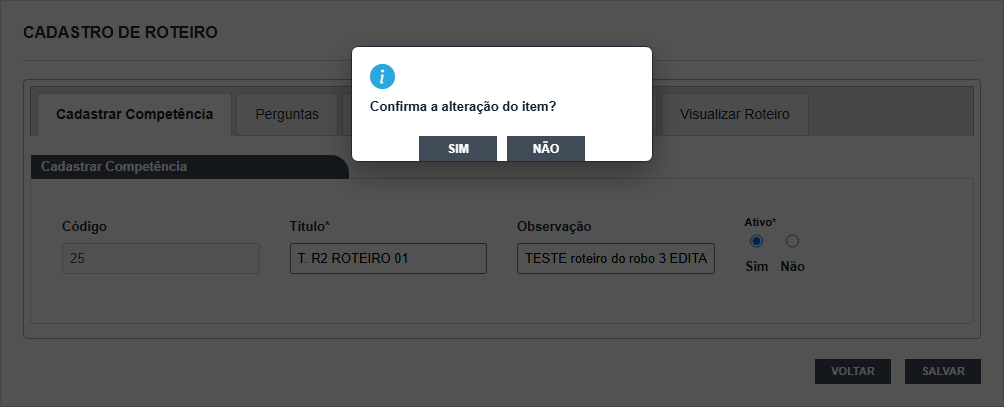 CADASTRO DE ROTEIRO
i
Confirma a alteração do item?
SIM NÃO
Cadastrar Competência Perguntas Visualizar Roteiro
Cadastrar Competência
Código Título* Observação Ativo*
25 T. R2 ROTEIRO 01 TESTE roteiro do robo 3 EDITA
Sim Não
VOLTAR SALVAR